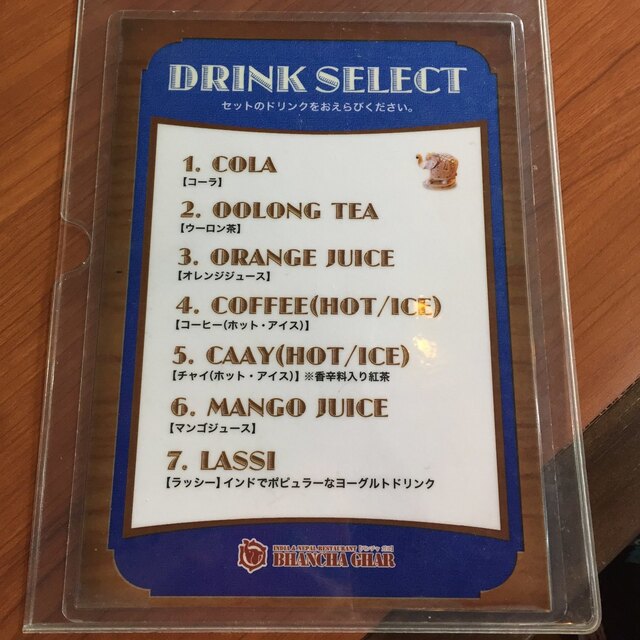 DRINK SELECT
セットのドリンクをおえらびください。
1. COLA
【コーラ】
2. OOLONG TEA
【ウーロン茶】
3. ORANGE JUICE
【オレンジジュース】
4. COFFEE(HOT/ICE)
【コーヒー(ホット・アイス)】
5. CAAY(HOT/ICE)
【チャイ(ホット・アイス)】※香辛料入り紅茶
6. MANGO JUICE
【マンゴジュース】
7. LASSI
【ラッシー】インドでポピュラーなヨーグルトドリンク
INDIA & NEPAL RESTAURANT
BHANCHA GHAR